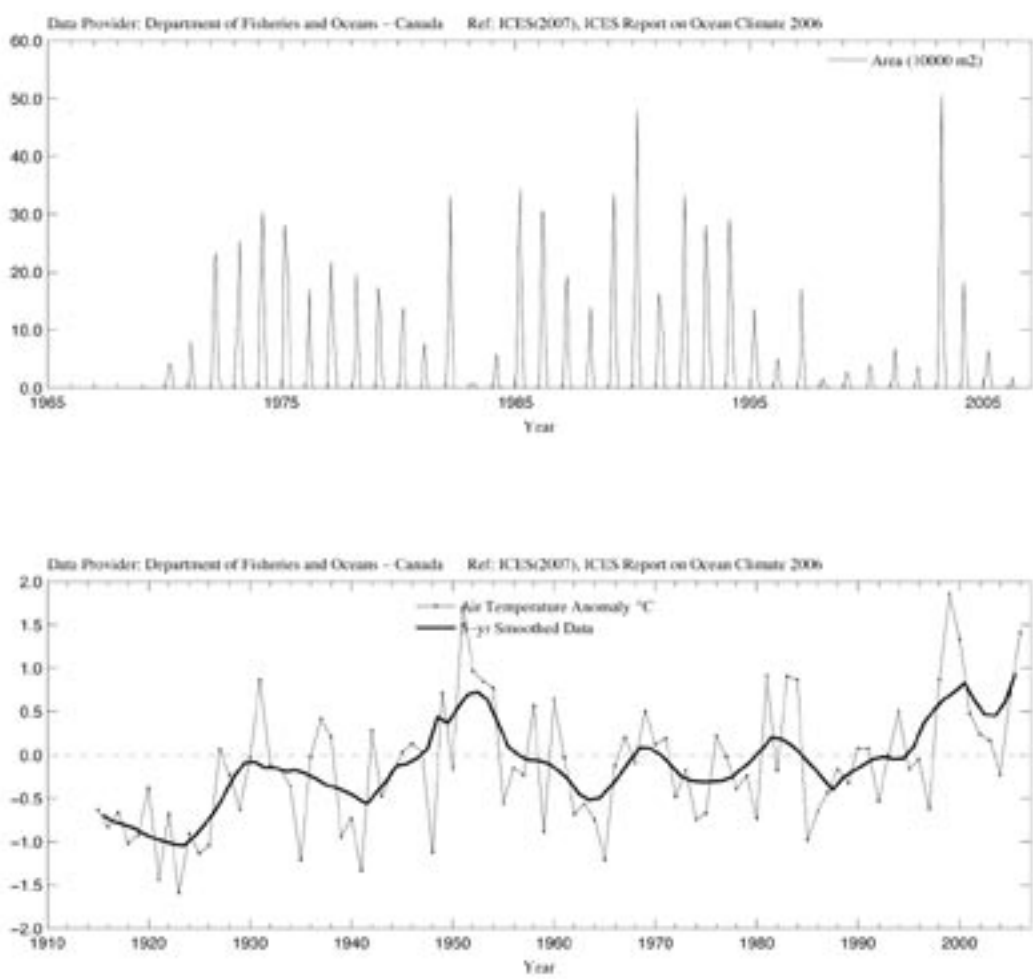 Data Provider: Department of Fisheries and Oceans – Canada Ref: ICES(2007), ICES Report on Ocean Climate 2006
60.0
Area (10000 m2)
50.0
40.0
30.0
20.0
10.0
0.0
1965 1975 1985 1995 2005
Year
Data Provider: Department of Fisheries and Oceans – Canada Ref: ICES(2007), ICES Report on Ocean Climate 2006
2.0
Air Temperature Anomaly °C
5–yr Smoothed Data
1.5
1.0
0.5
0.0
−0.5
−1.0
−1.5
−2.0
1910 1920 1930 1940 1950 1960 1970 1980 1990 2000
Year